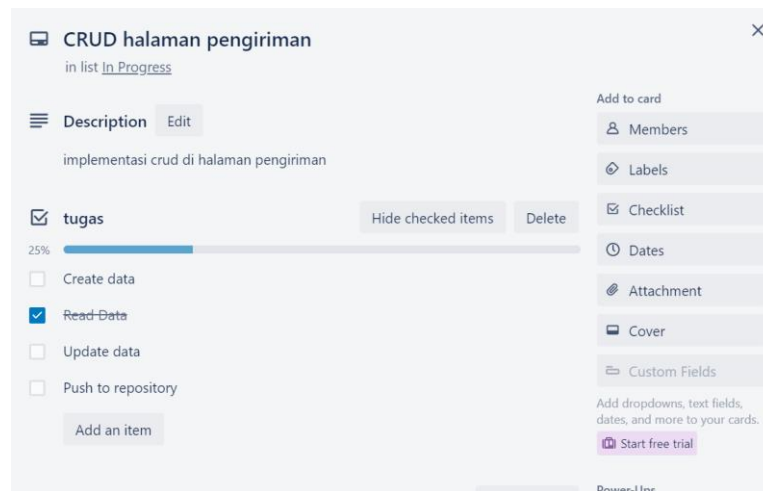 CRUD halaman pengiriman
in list In Progress
Description Edit
implementasi crud di halaman pengiriman
tugas Hide checked items Delete
25%
Create data
Read Data
Update data
Push to repository
Add an item
Add to card
Members
Labels
Checklist
Dates
Attachment
Cover
Custom Fields
Add dropdowns, text fields,
dates, and more to your cards.
Start free trial
Power-Ups